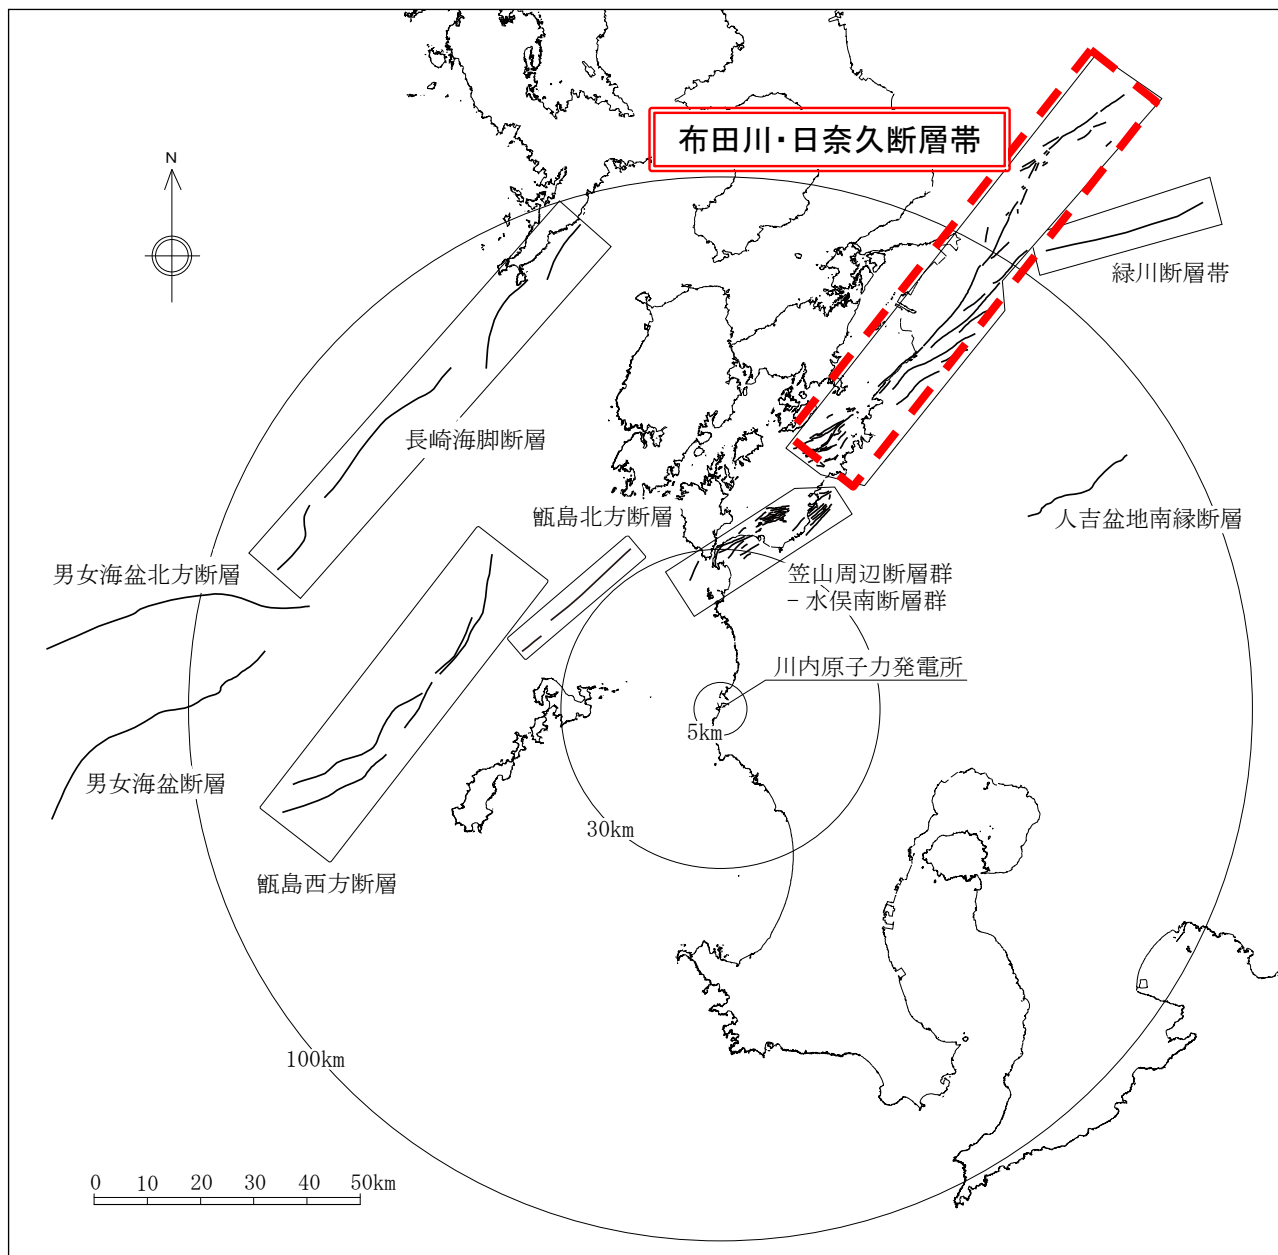 布田川・日奈久断層帯
N
緑川断層帯
長崎海脚断層
甑島北方断層
人吉盆地南縁断層
男女海盆北方断層
笠山周辺断層群
－水俣南断層群
川内原子力発電所
5km
男女海盆断層
30km
甑島西方断層
100km
0 10 20 30 40 50km